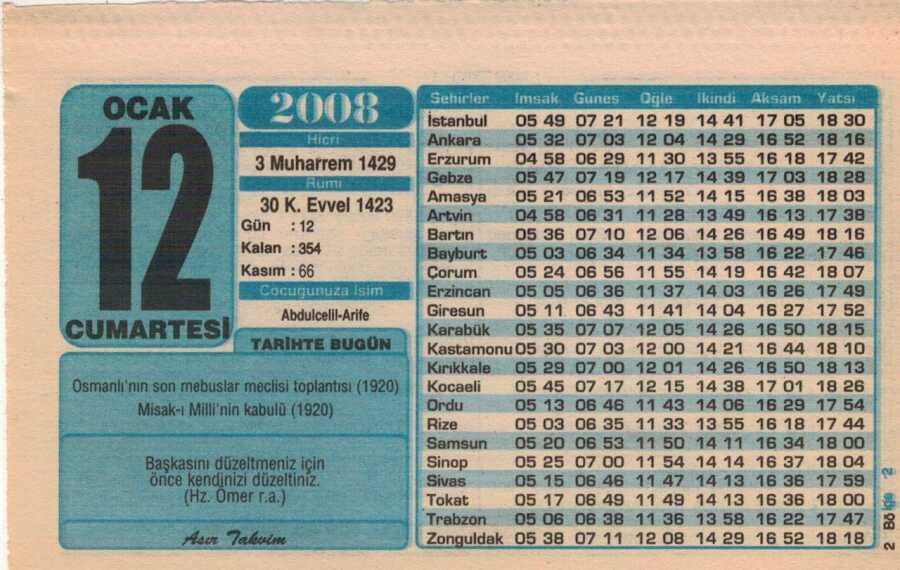 OCAK
12
CUMARTESİ
2008
Hicri
3 Muharrem 1429
Rumi
30 K. Evvel 1423
Gün : 12
Kalan : 354
Kasım : 66
Cocugunuza İsim
Abdulcelil-Arife
TARİHTE BUGÜN
Osmanlı'nın son mebuslar meclisi toplantısı (1920)
Misak-ı Milli'nin kabulü (1920)
Başkasını düzeltmeniz için
önce kendinizi düzeltiniz.
(Hz. Ömer r.a.)
Asır Takvim
Sehirler Imsak Gunes Ogle Ikindi Aksam Yatsı
İstanbul 05 49 07 21 12 19 14 41 17 05 18 30
Ankara 05 32 07 03 12 04 14 29 16 52 18 16
Erzurum 04 58 06 29 11 30 13 55 16 18 17 42
Gebze 05 47 07 19 12 17 14 39 17 03 18 28
Amasya 05 21 06 53 11 52 14 15 16 38 18 03
Artvin 04 58 06 31 11 28 13 49 16 13 17 38
Bartın 05 36 07 10 12 06 14 26 16 49 18 16
Bayburt 05 03 06 34 11 34 13 58 16 22 17 46
Çorum 05 24 06 56 11 55 14 19 16 42 18 07
Erzincan 05 05 06 36 11 37 14 03 16 26 17 49
Giresun 05 11 06 43 11 41 14 04 16 27 17 52
Karabük 05 35 07 07 12 05 14 26 16 50 18 15
Kastamonu 05 30 07 03 12 00 14 21 16 44 18 10
Kırıkkale 05 29 07 00 12 01 14 26 16 50 18 13
Kocaeli 05 45 07 17 12 15 14 38 17 01 18 26
Ordu 05 13 06 46 11 43 14 06 16 29 17 54
Rize 05 03 06 35 11 33 13 55 16 18 17 44
Samsun 05 20 06 53 11 50 14 11 16 34 18 00
Sinop 05 25 07 00 11 54 14 14 16 37 18 04
Sivas 05 15 06 46 11 47 14 13 16 36 17 59
Tokat 05 17 06 49 11 49 14 13 16 36 18 00
Trabzon 05 06 06 38 11 36 13 58 16 22 17 47
Zonguldak 05 38 07 11 12 08 14 29 16 52 18 18
2 Bölge 2